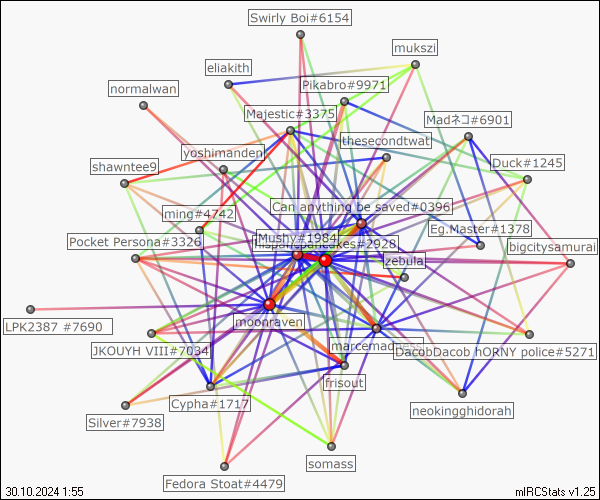 Swirly Boi#6154
mukszi
eliakith
Pikabro#9971
normalwan
Majestic#3375
Madネコ#6901
thesecondtwat
yoshimanden
shawntee9
Duck#1245
Can anything be saved#0396
ming#4742
Eg.Master#1378
Pocket Persona#3326
Mushy#1984
bigcitysamurai
zebula
moonraven
LPK2387 #7690
JKOUYH VIII#7034
DacobDacob hORNY police#5271
frisout
Cypha#1717
neokingghidorah
Silver#7938
somass
Fedora Stoat#4479
30.10.2024 1:55
mIRCStats v1.25